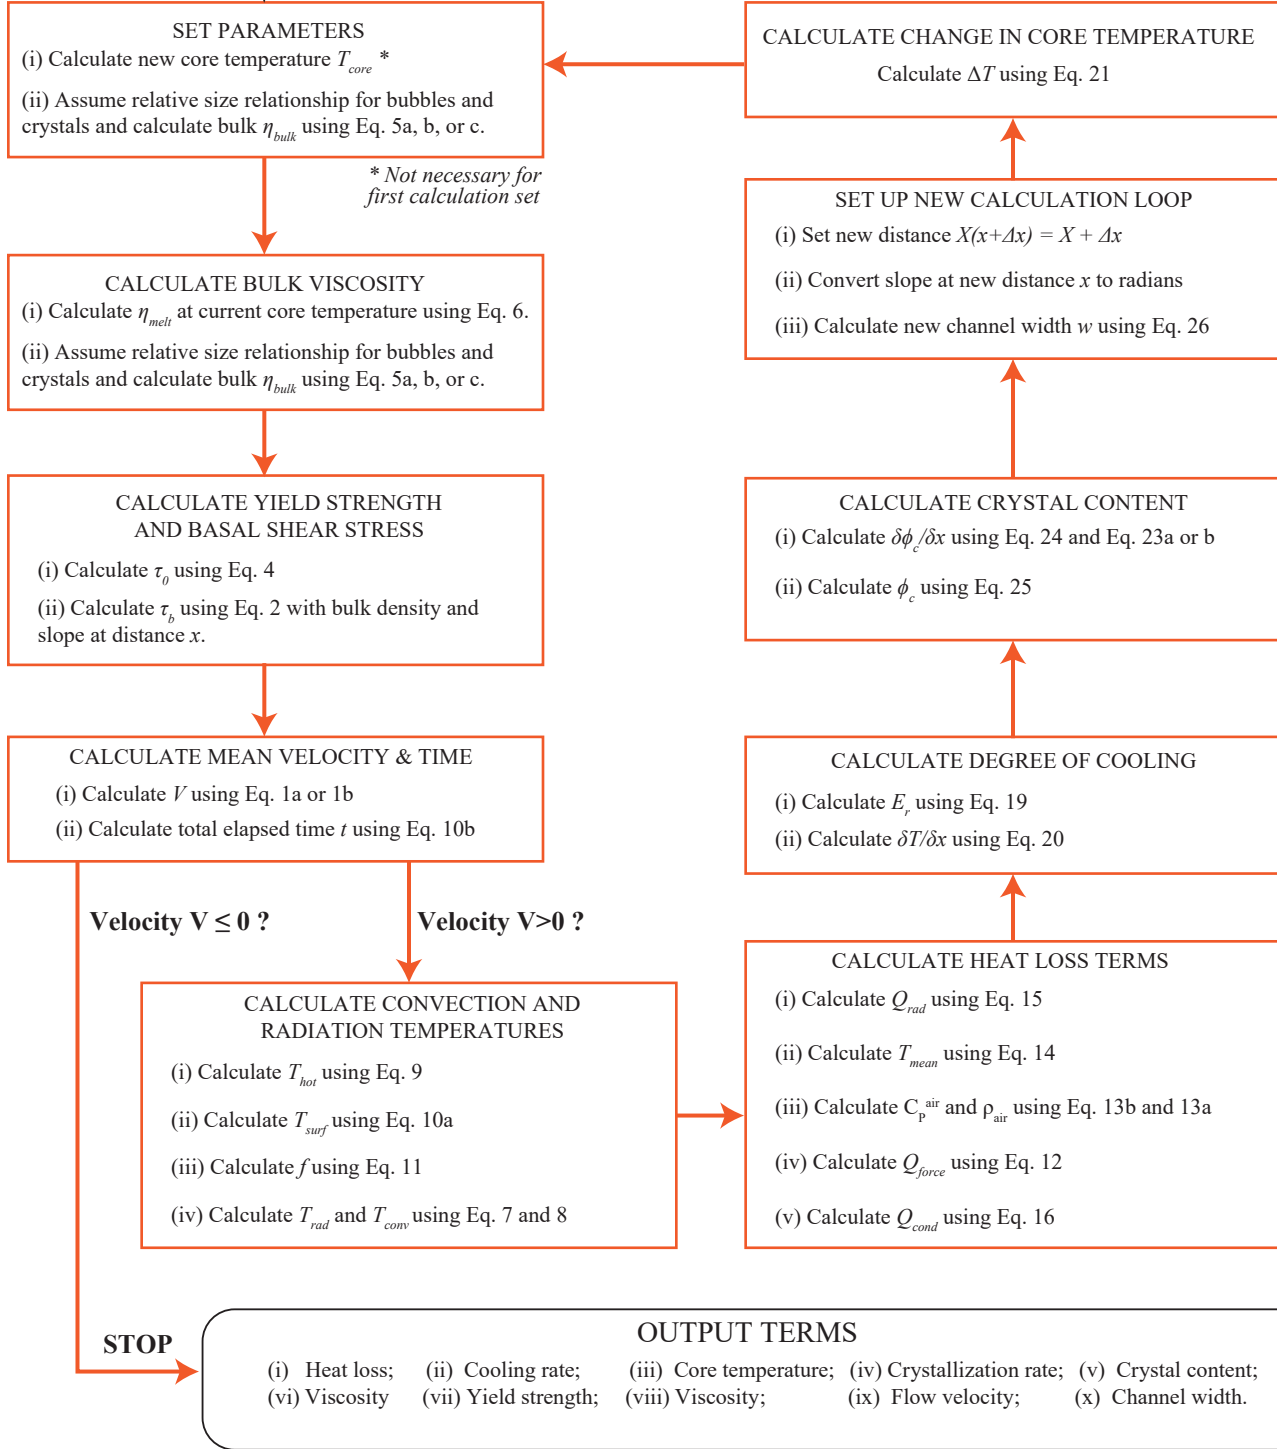 SET PARAMETERS
(i) Calculate new core temperature T_core *
(ii) Assume relative size relationship for bubbles and
crystals and calculate bulk η_bulk using Eq. 5a, b, or c.
* Not necessary for
first calculation set
CALCULATE BULK VISCOSITY
(i) Calculate η_melt at current core temperature using Eq. 6.
(ii) Assume relative size relationship for bubbles and
crystals and calculate bulk η_bulk using Eq. 5a, b, or c.
CALCULATE YIELD STRENGTH
AND BASAL SHEAR STRESS
(i) Calculate τ_0 using Eq. 4
(ii) Calculate τ_b using Eq. 2 with bulk density and
slope at distance x.
CALCULATE MEAN VELOCITY & TIME
(i) Calculate V using Eq. 1a or 1b
(ii) Calculate total elapsed time t using Eq. 10b
Velocity V ≤ 0 ?
Velocity V>0 ?
CALCULATE CONVECTION AND
RADIATION TEMPERATURES
(i) Calculate T_hot using Eq. 9
(ii) Calculate T_surf using Eq. 10a
(iii) Calculate f using Eq. 11
(iv) Calculate T_rad and T_conv using Eq. 7 and 8
CALCULATE HEAT LOSS TERMS
(i) Calculate Q_rad using Eq. 15
(ii) Calculate T_mean using Eq. 14
(iii) Calculate C_P^air and ρ_air using Eq. 13b and 13a
(iv) Calculate Q_force using Eq. 12
(v) Calculate Q_cond using Eq. 16
CALCULATE DEGREE OF COOLING
(i) Calculate E_r using Eq. 19
(ii) Calculate δT/δx using Eq. 20
CALCULATE CRYSTAL CONTENT
(i) Calculate δϕ_c/δx using Eq. 24 and Eq. 23a or b
(ii) Calculate ϕ_c using Eq. 25
SET UP NEW CALCULATION LOOP
(i) Set new distance X(x+Δx) = X + Δx
(ii) Convert slope at new distance x to radians
(iii) Calculate new channel width w using Eq. 26
CALCULATE CHANGE IN CORE TEMPERATURE
Calculate ΔT using Eq. 21
STOP
OUTPUT TERMS
(i) Heat loss; (ii) Cooling rate; (iii) Core temperature; (iv) Crystallization rate; (v) Crystal content;
(vi) Viscosity (vii) Yield strength; (viii) Viscosity; (ix) Flow velocity; (x) Channel width.